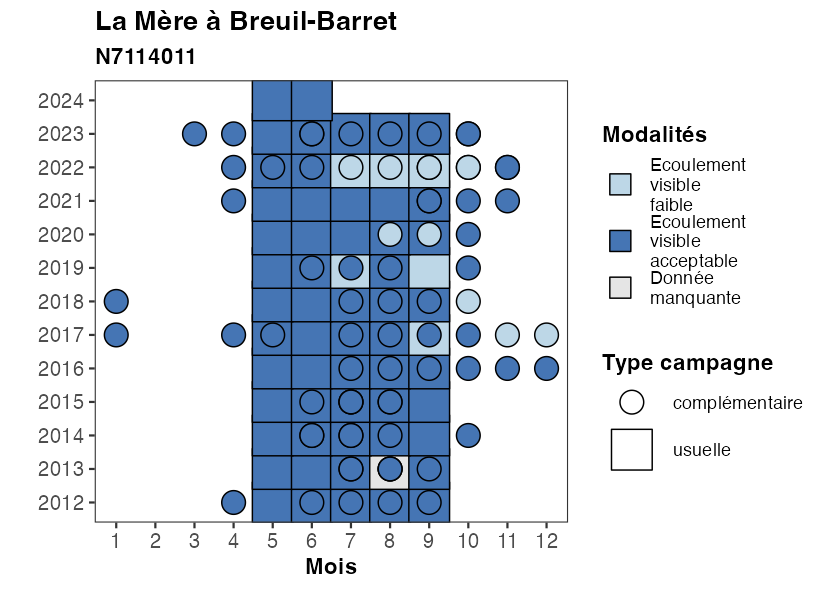 La Mère à Breuil-Barret
N7114011
2024
2023
2022
2021
2020
2019
2018
2017
2016
2015
2014
2013
2012
1 2 3 4 5 6 7 8 9 10 11 12
Mois
Modalités
Ecoulement
visible
faible
Ecoulement
visible
acceptable
Donnée
manquante
Type campagne
complémentaire
usuelle